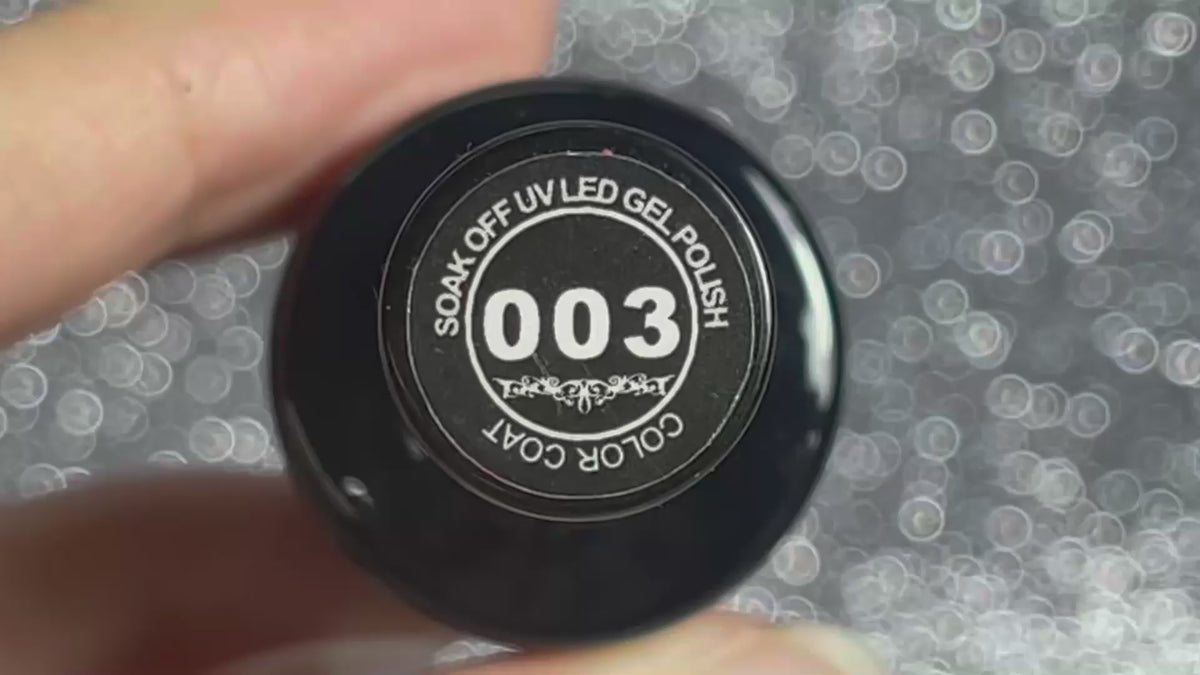 SOAK OFF UV LED GEL POLISH
003
COLOR COAT